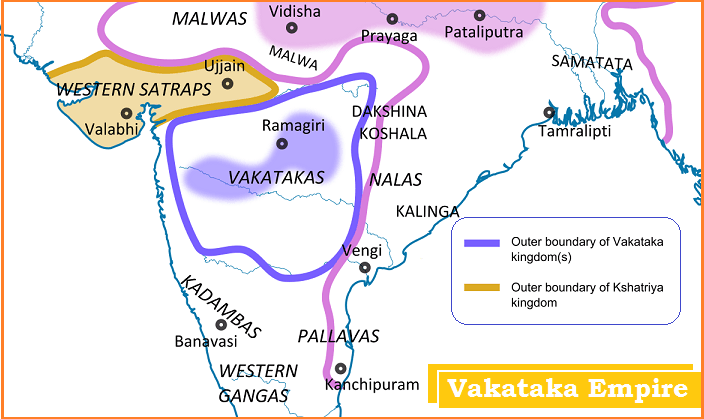 MALWAS
Vidisha
Prayaga
Pataliputra
MALWA
SAMATATA
Ujjain
WESTERN SATRAPS
Valabhi
DAKSHINA
KOSHALA
Ramagiri
Tamralipti
VAKATAKAS
NALAS
KALINGA
Vengi
Outer boundary of Vakataka
kingdom(s)
Outer boundary of Kshatriya
kingdom
KADAMBAS
Banavasi
PALLAVAS
WESTERN
GANGAS
Kanchipuram
Vakataka Empire